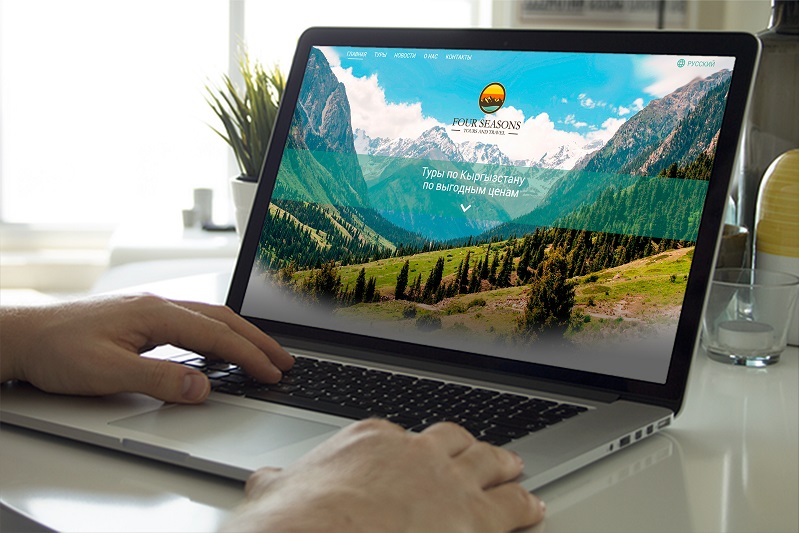 ГЛАВНАЯ ТУРЫ НОВОСТИ О НАС КОНТАКТЫ
РУССКИЙ
FOUR SEASONS
TOURS AND TRAVEL
Туры по Кыргызстану
по выгодным ценам